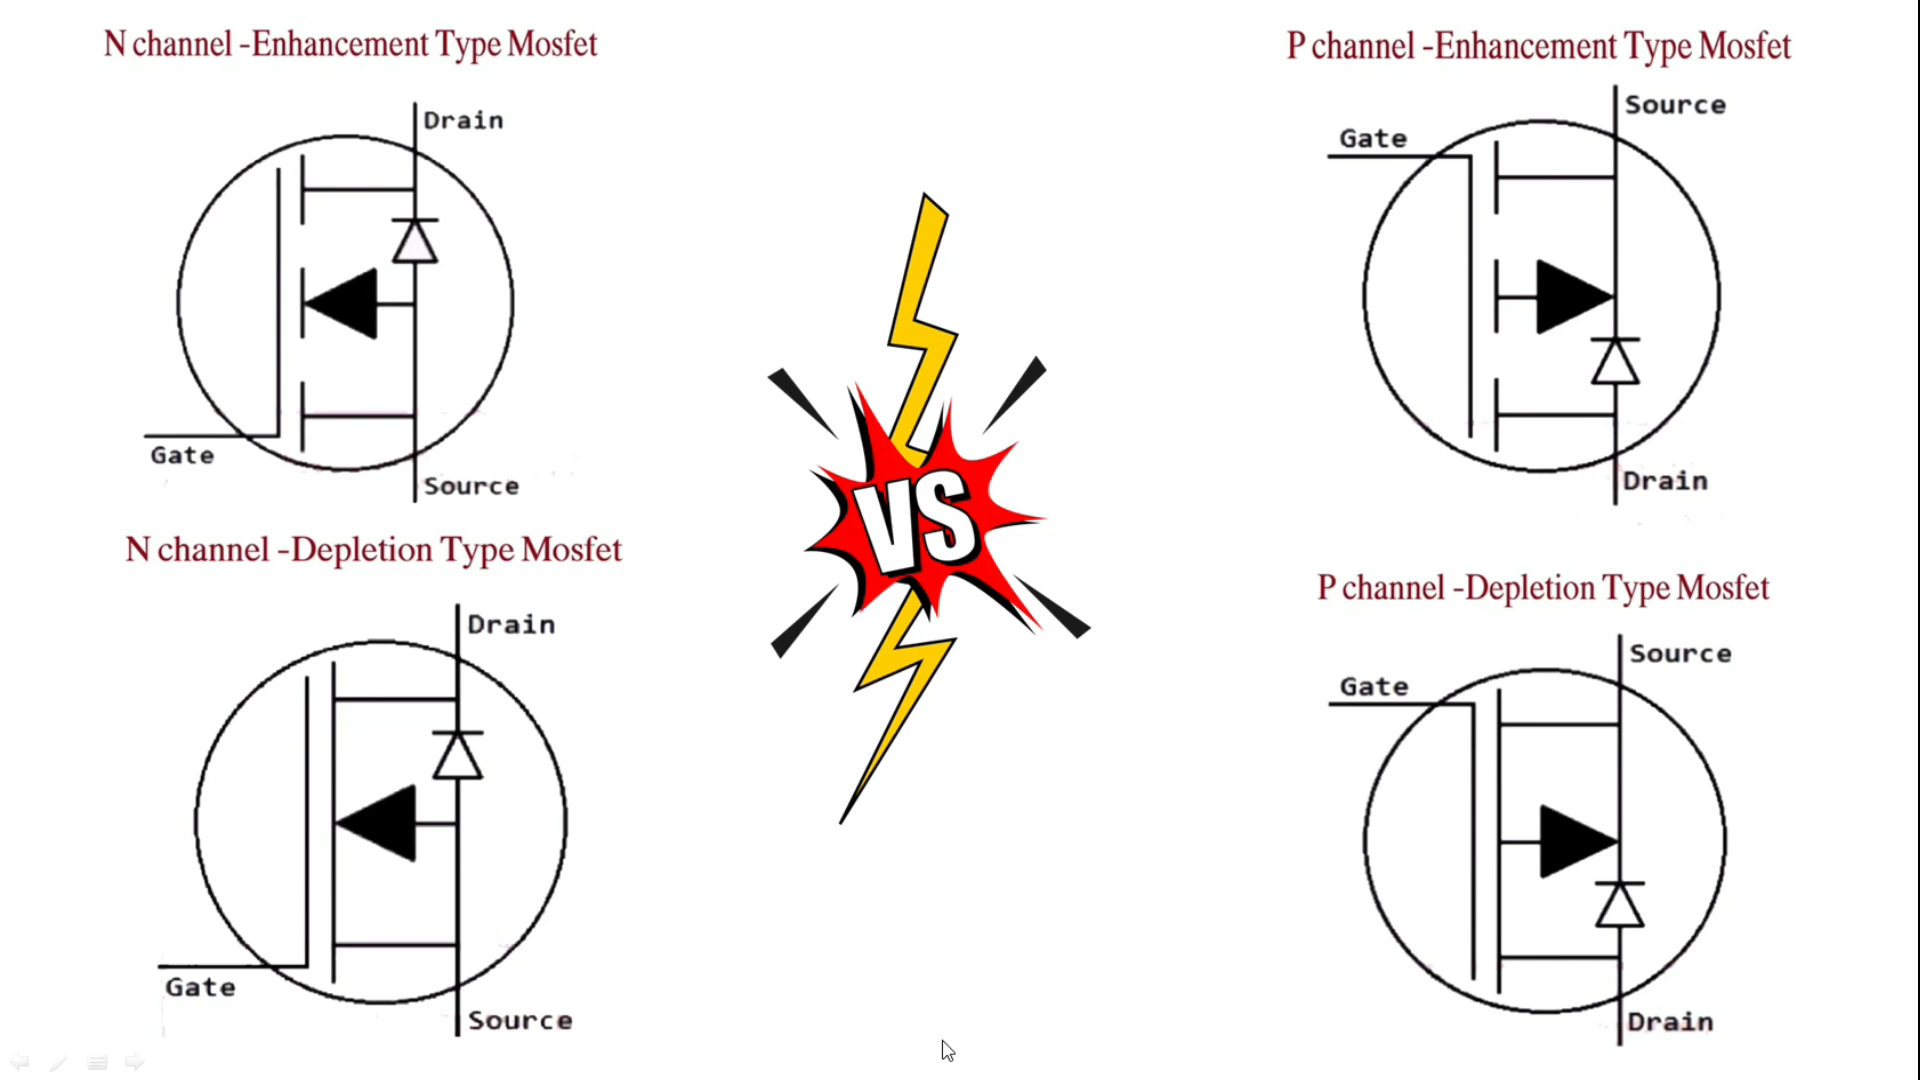 N channel -Enhancement Type Mosfet
Drain
Gate
Source
N channel -Depletion Type Mosfet
Drain
Gate
Source
VS
P channel -Enhancement Type Mosfet
Source
Gate
Drain
P channel -Depletion Type Mosfet
Source
Gate
Drain